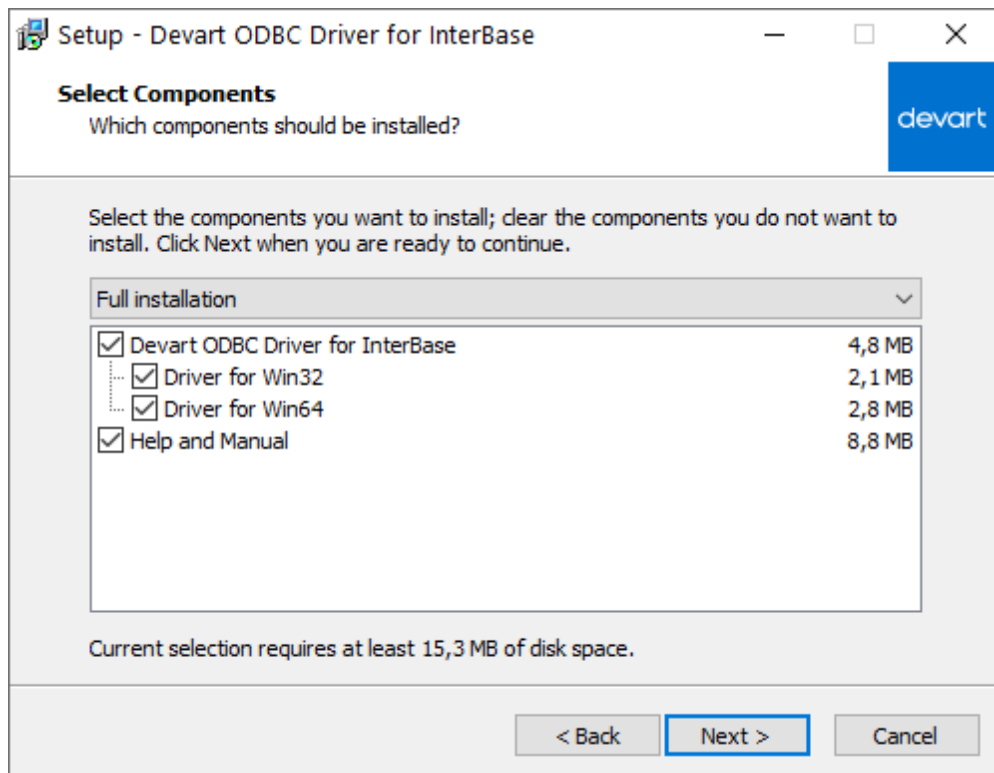 Setup - Devart ODBC Driver for InterBase
Select Components
Which components should be installed?
devart
Select the components you want to install; clear the components you do not want to
install. Click Next when you are ready to continue.
Full installation
Devart ODBC Driver for InterBase 4,8 MB
Driver for Win32 2,1 MB
Driver for Win64 2,8 MB
Help and Manual 8,8 MB
Current selection requires at least 15,3 MB of disk space.
< Back Next > Cancel